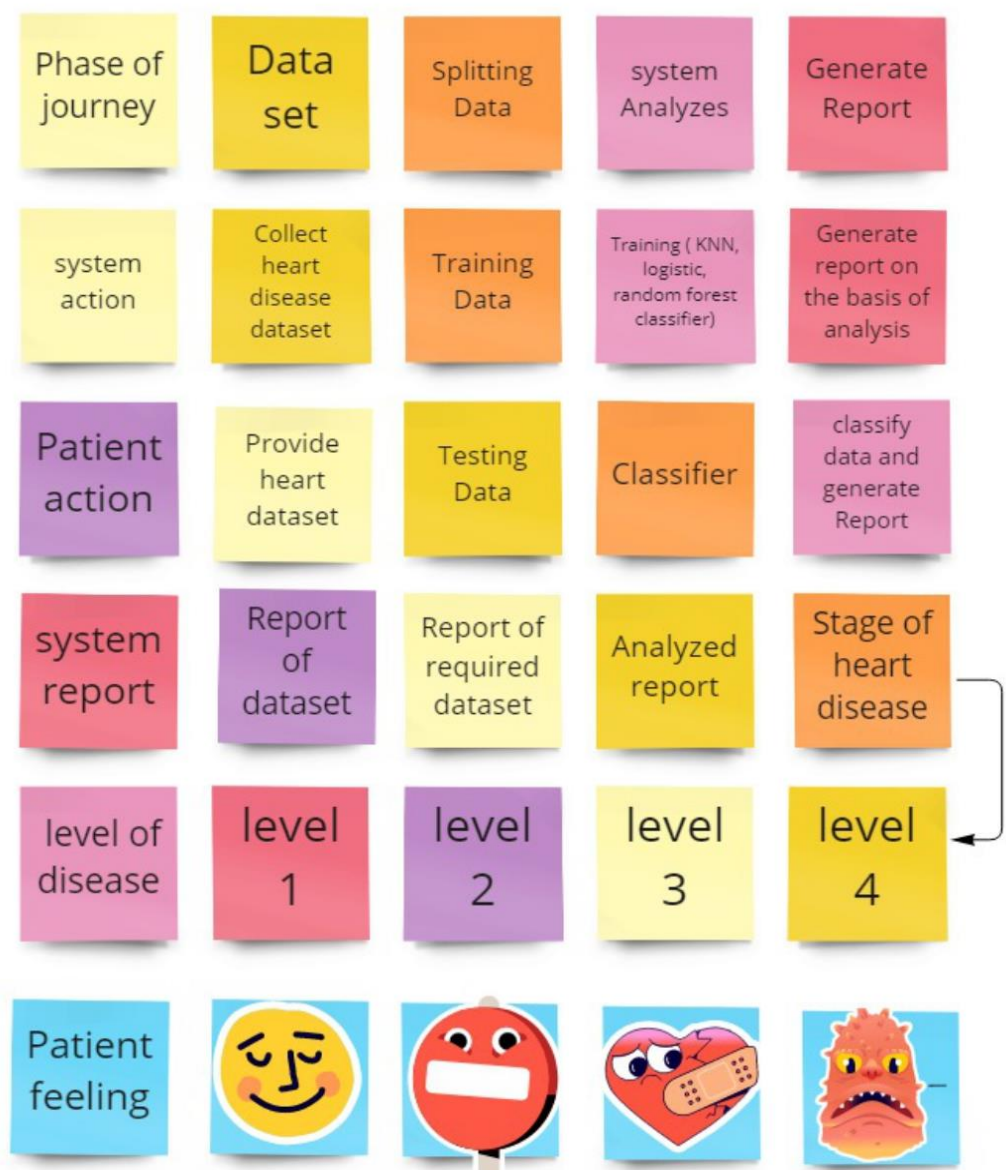 Phase of
journey
Data
set
Splitting
Data
system
Analyzes
Generate
Report
system
action
Collect
heart
disease
dataset
Training
Data
Training ( KNN,
logistic,
random forest
classifier)
Generate
report on
the basis of
analysis
Patient
action
Provide
heart
dataset
Testing
Data
Classifier
classify
data and
generate
Report
system
report
Report
of
dataset
Report of
required
dataset
Analyzed
report
Stage of
heart
disease
level of
disease
level
1
level
2
level
3
level
4
Patient
feeling